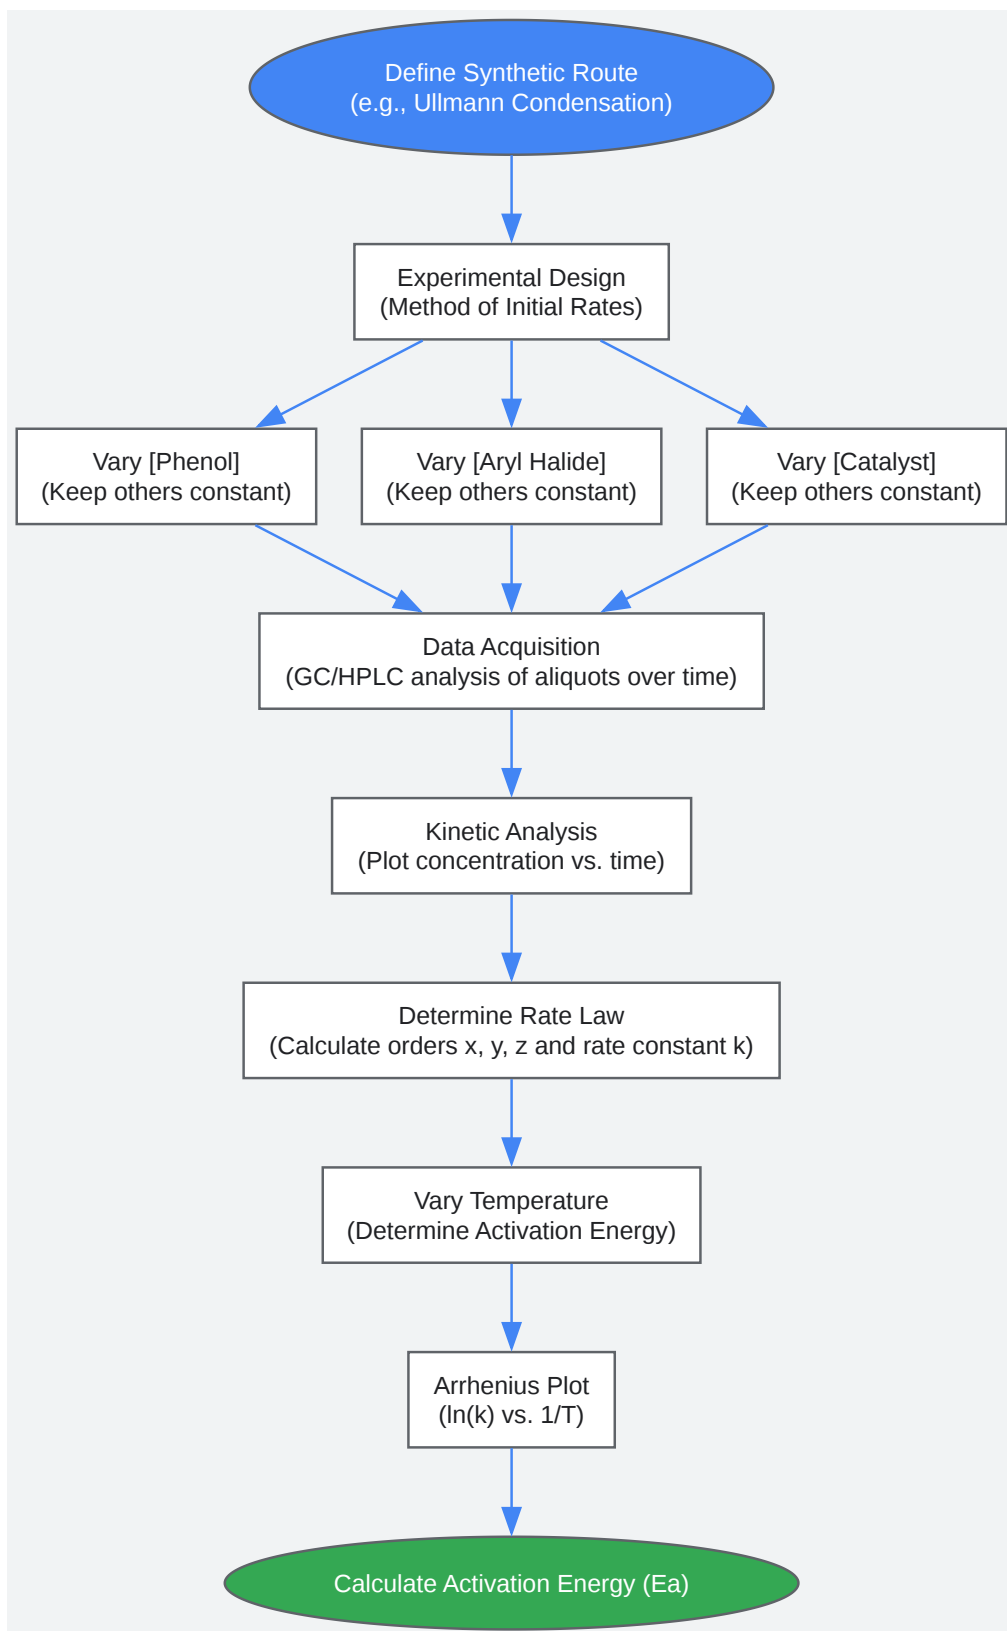 Define Synthetic Route
(e.g., Ullmann Condensation)
Experimental Design
(Method of Initial Rates)
Vary [Phenol]
(Keep others constant)
Vary [Aryl Halide]
(Keep others constant)
Vary [Catalyst]
(Keep others constant)
Data Acquisition
(GC/HPLC analysis of aliquots over time)
Kinetic Analysis
(Plot concentration vs. time)
Determine Rate Law
(Calculate orders x, y, z and rate constant k)
Vary Temperature
(Determine Activation Energy)
Arrhenius Plot
(ln(k) vs. 1/T)
Calculate Activation Energy (Ea)